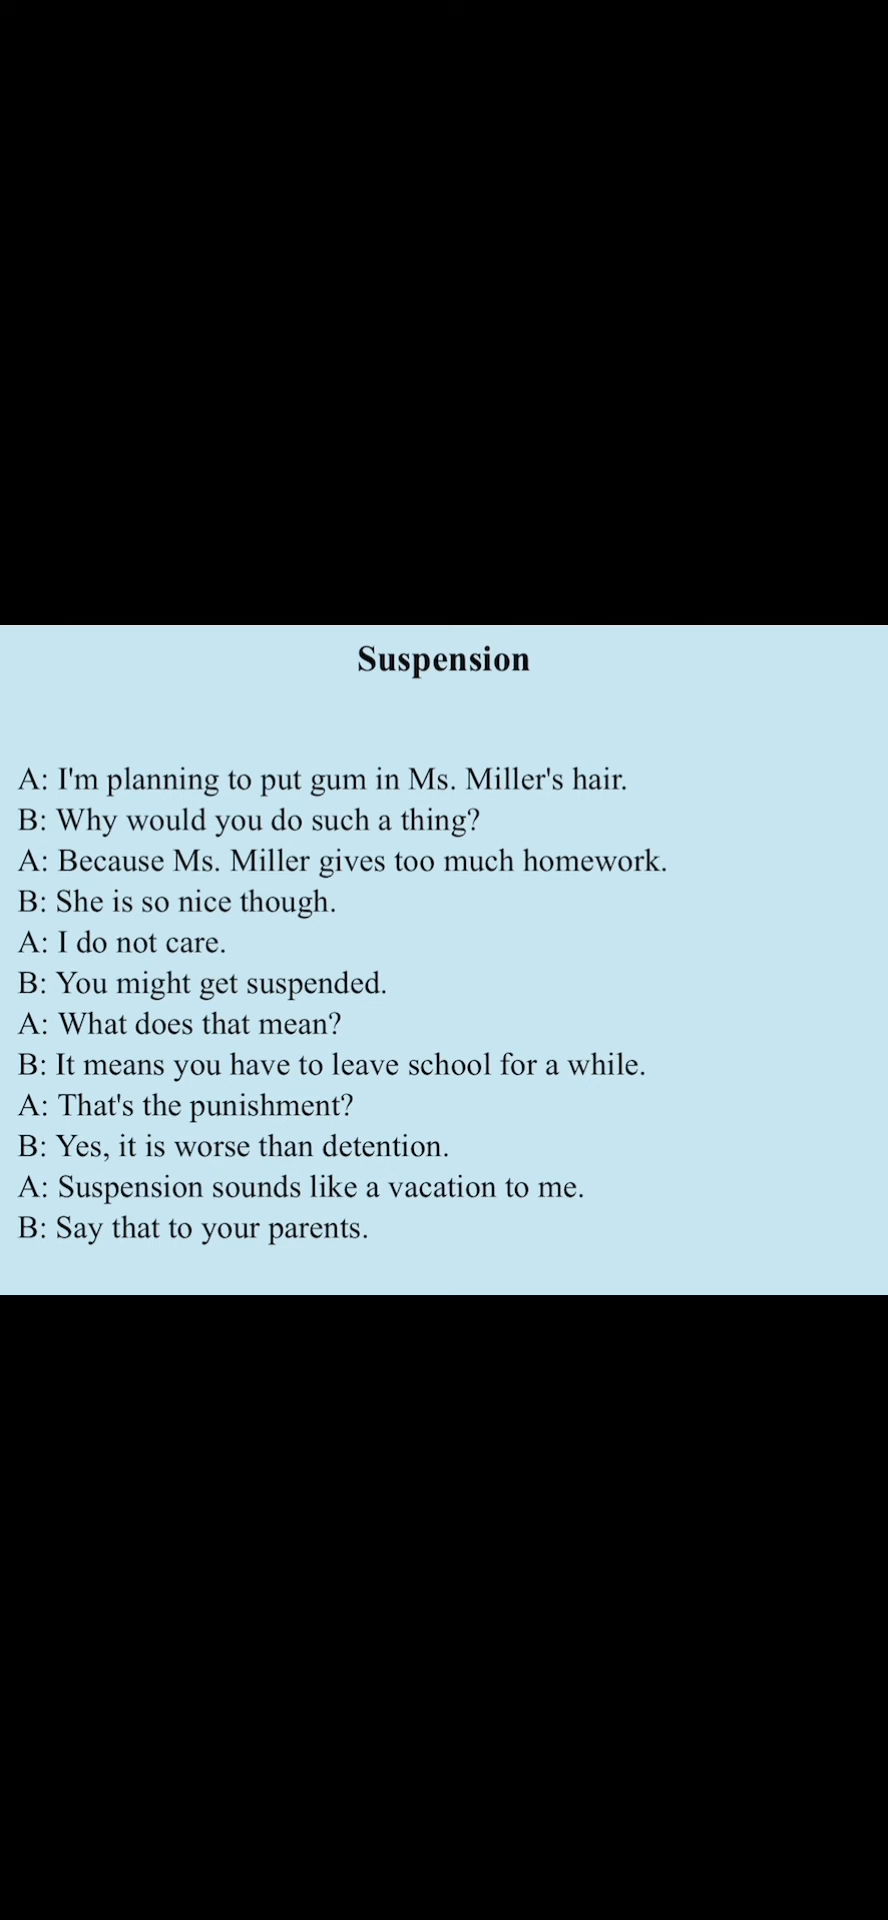 Suspension
A: I'm planning to put gum in Ms. Miller's hair.
B: Why would you do such a thing?
A: Because Ms. Miller gives too much homework.
B: She is so nice though.
A: I do not care.
B: You might get suspended.
A: What does that mean?
B: It means you have to leave school for a while.
A: That's the punishment?
B: Yes, it is worse than detention.
A: Suspension sounds like a vacation to me.
B: Say that to your parents.